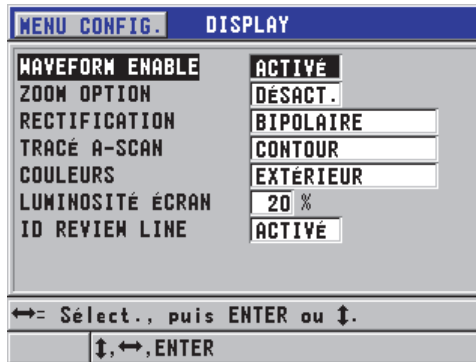 MENU CONFIG. DISPLAY
WAVEFORM ENABLE ACTIVÉ
ZOOM OPTION DÉSACT.
RECTIFICATION BIPOLAIRE
TRACÉ A-SCAN CONTOUR
COULEURS EXTÉRIEUR
LUMINOSITÉ ÉCRAN 20 %
ID REVIEW LINE ACTIVÉ
↔= Sélect., puis ENTER ou ↕.
↕,↔,ENTER